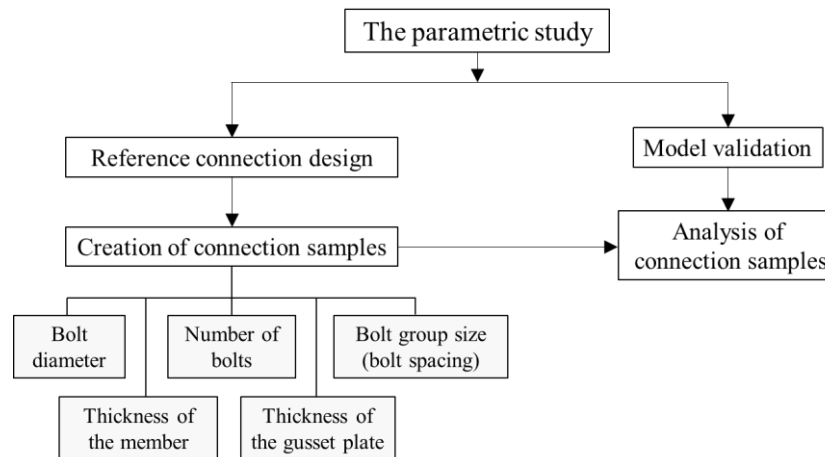 The parametric study
Reference connection design
Model validation
Creation of connection samples
Analysis of
connection samples
Bolt
diameter
Number of
bolts
Bolt group size
(bolt spacing)
Thickness of
the member
Thickness of
the gusset plate